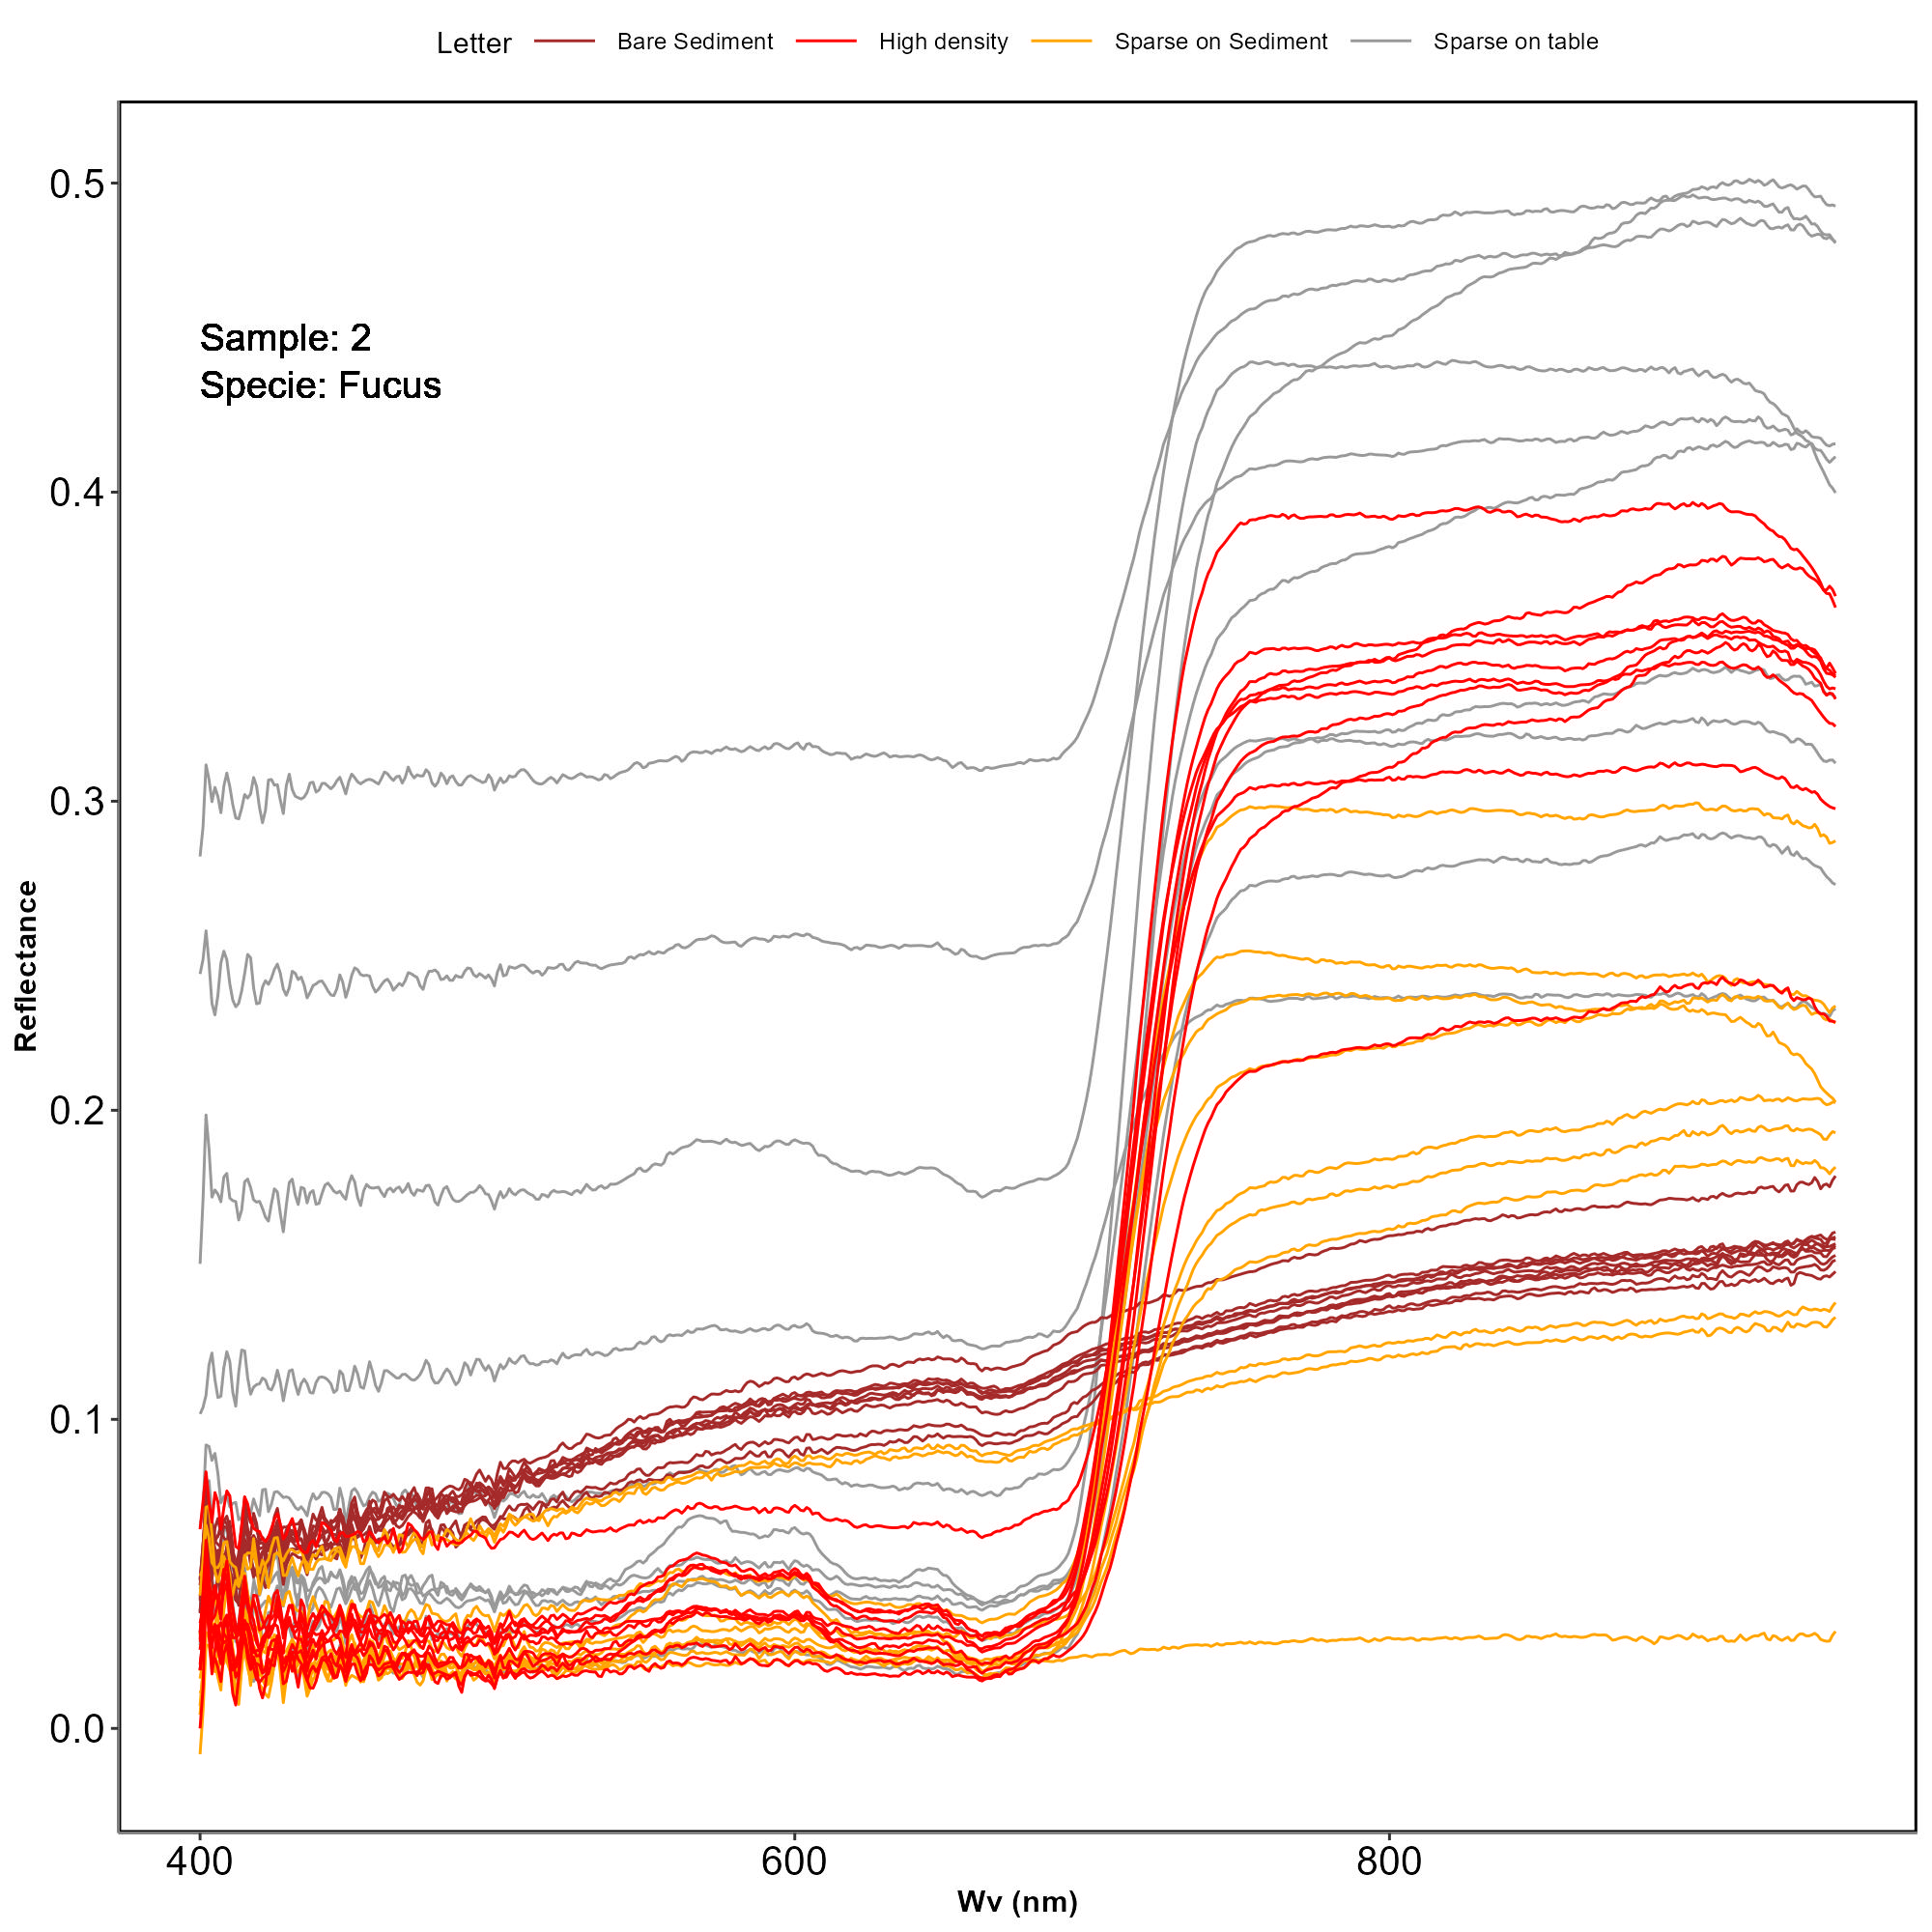 Letter Bare Sediment High density Sparse on Sediment Sparse on table
0.5
Sample: 2
Specie: Fucus
0.4
0.3
Reflectance
0.2
0.1
0.0
400 600 800
Wv (nm)